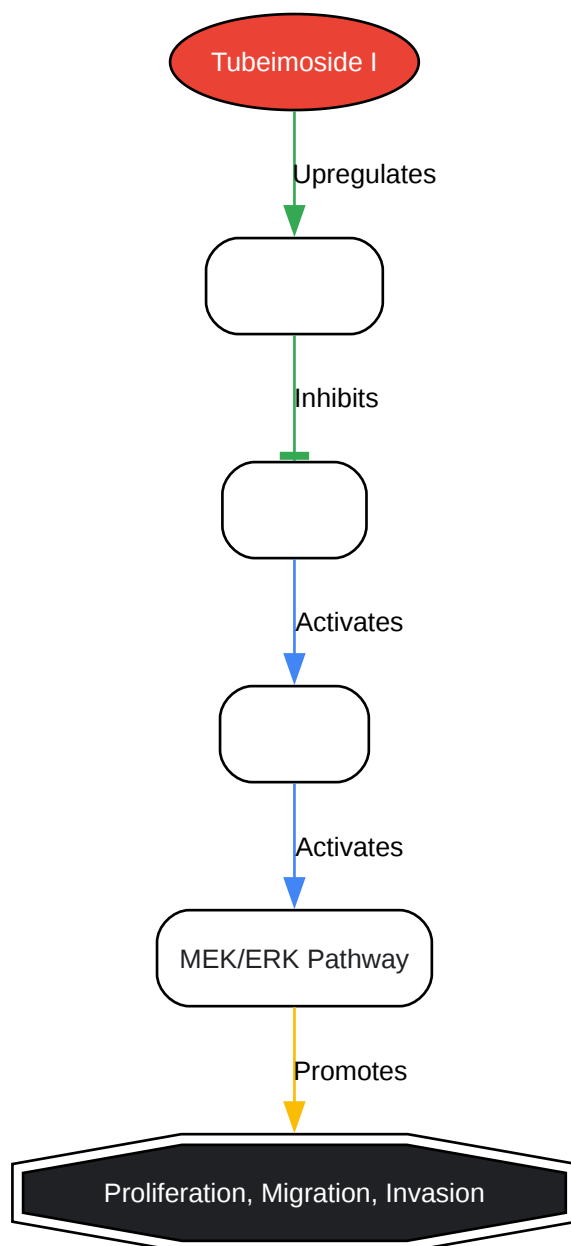 Tubeimoside I
Upregulates
Inhibits
Activates
Activates
MEK/ERK Pathway
Promotes
Proliferation, Migration, Invasion